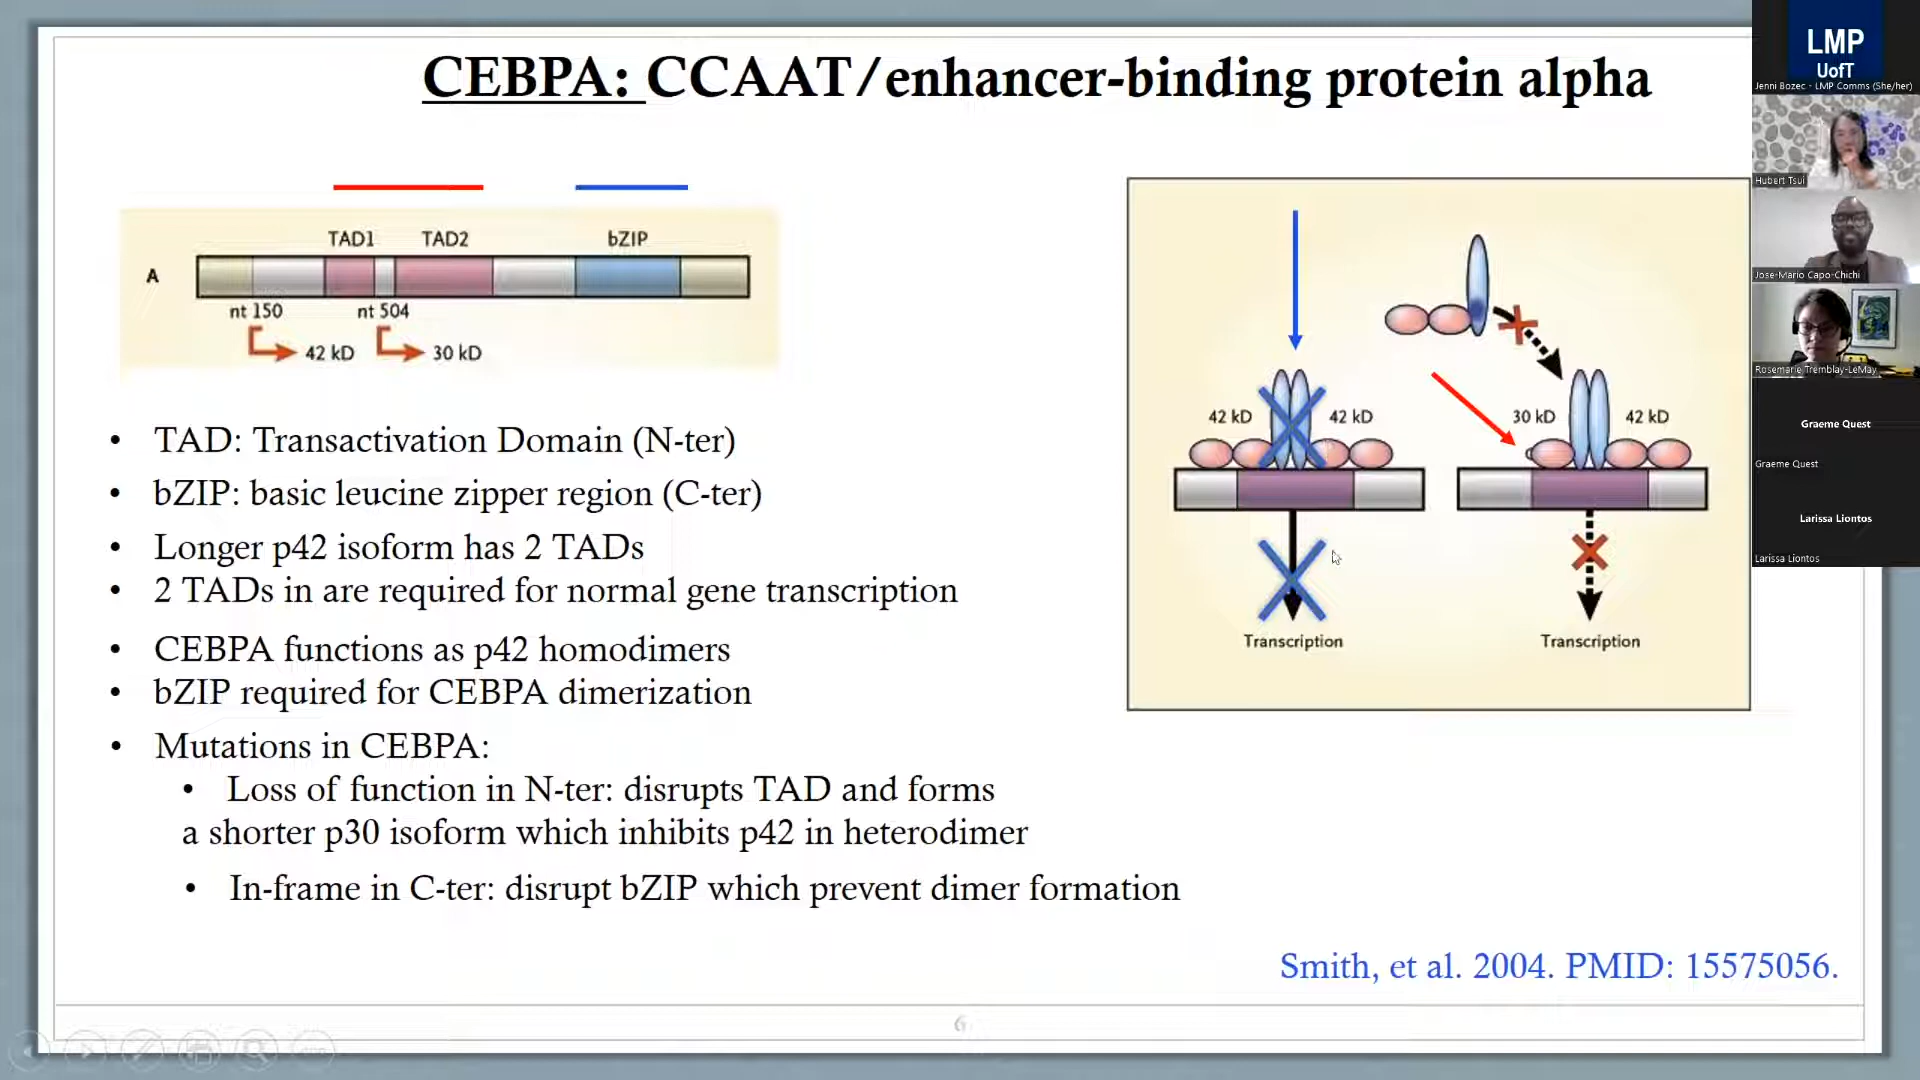 CEBPA: CCAAT/enhancer-binding protein alpha
TAD1 TAD2 bZIP
A
nt 150 nt 504
42 kD 30 kD
• TAD: Transactivation Domain (N-ter)
• bZIP: basic leucine zipper region (C-ter)
• Longer p42 isoform has 2 TADs
• 2 TADs in are required for normal gene transcription
• CEBPA functions as p42 homodimers
• bZIP required for CEBPA dimerization
• Mutations in CEBPA:
• Loss of function in N-ter: disrupts TAD and forms
a shorter p30 isoform which inhibits p42 in heterodimer
• In-frame in C-ter: disrupt bZIP which prevent dimer formation
42 kD 42 kD 30 kD 42 kD
Transcription Transcription
Smith, et al. 2004. PMID: 15575056.
6
LMP
UofT
Jenni Bozec - LMP Comms (She/her)
Hubert Tsui
Jose-Mario Capo-Chichi
Rosemarie Tremblay-LeMay
Graeme Quest
Graeme Quest
Larissa Liontos
Larissa Liontos